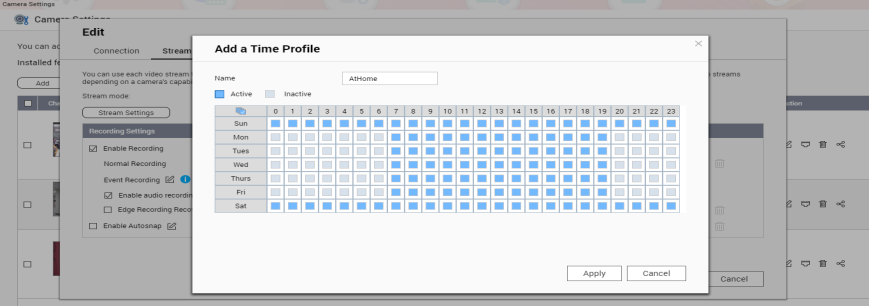 Camera Settings
Camera Settings
Edit
You can ad
Connection
Stream
Installed fe
Add
You can use each video stream
streams
depending on a camera's capabi
Stream mode:
Stream Settings
Recording Settings
Enable Recording
Normal Recording
Event Recording
Enable audio recordin
Edge Recording Reco
Enable Autosnap
Cancel
Add a Time Profile
Name
AtHome
Active
Inactive
0 1 2 3 4 5 6 7 8 9 10 11 12 13 14 15 16 17 18 19 20 21 22 23
Sun
Mon
Tues
Wed
Thurs
Fri
Sat
Apply
Cancel